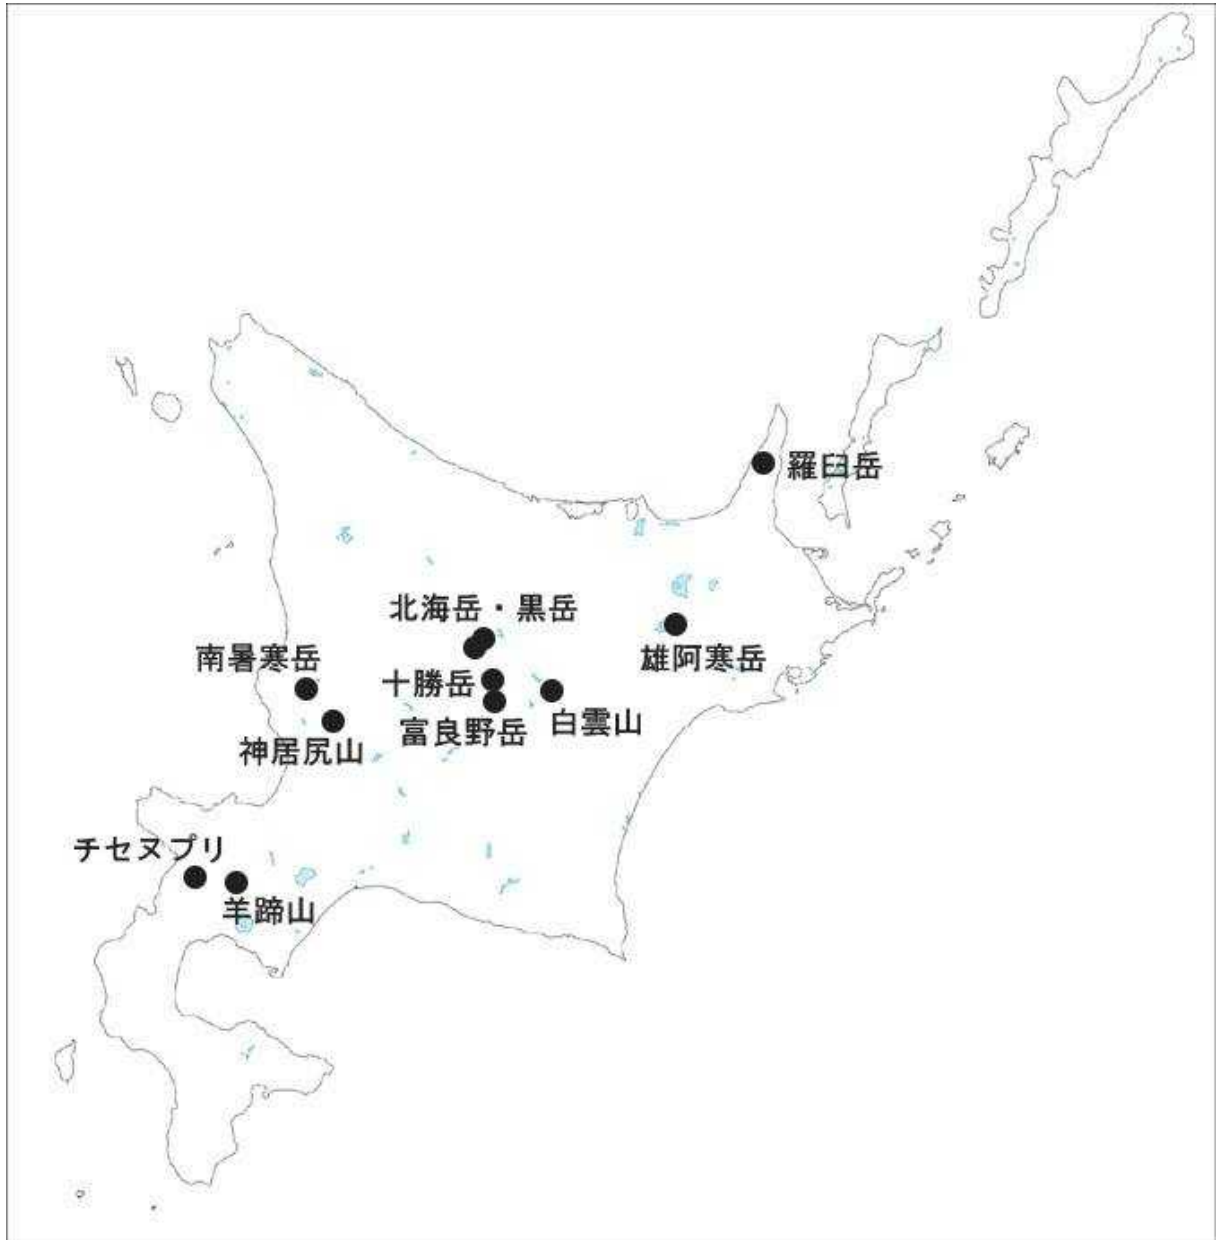 羅臼岳
北海岳・黒岳
南暑寒岳
雄阿寒岳
十勝岳
白雲山
富良野岳
神居尻山
チセヌプリ
羊蹄山